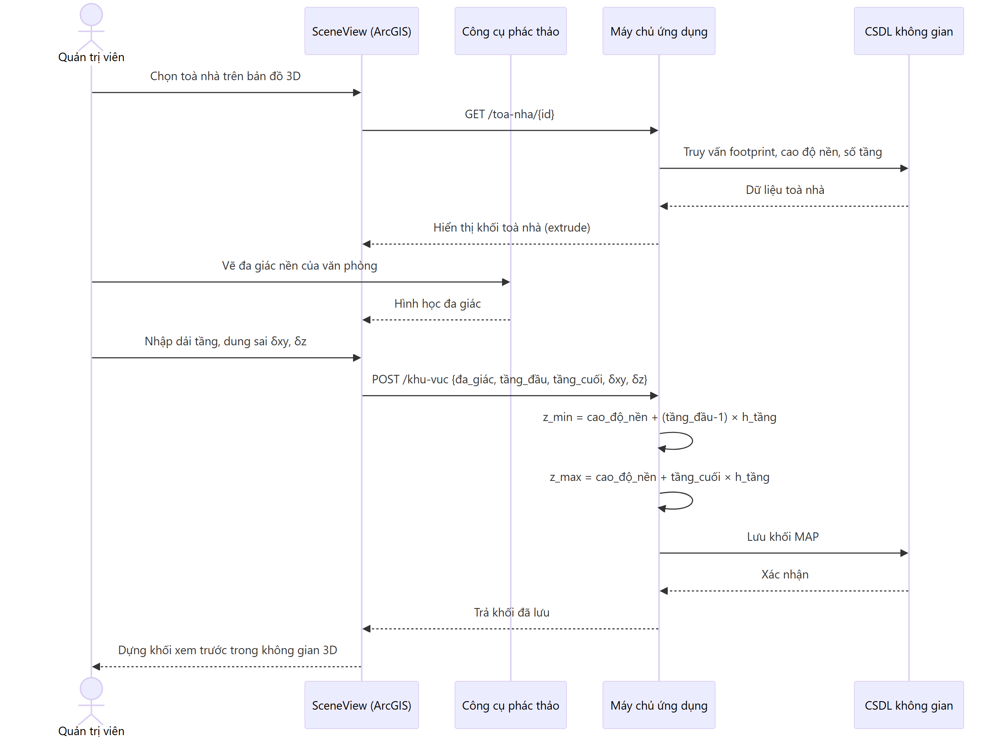 Quản trị viên
SceneView (ArcGIS)
Công cụ phác thảo
Máy chủ ứng dụng
CSDL không gian
Chọn toà nhà trên bản đồ 3D
GET /toa-nha/{id}
Truy vấn footprint, cao độ nền, số tầng
Dữ liệu toà nhà
Hiển thị khối toà nhà (extrude)
Vẽ đa giác nền của văn phòng
Hình học đa giác
Nhập dải tầng, dung sai δxy, δz
POST /khu-vuc {đa_giác, tầng_đầu, tầng_cuối, δxy, δz}
z_min = cao_độ_nền + (tầng_đầu-1) × h_tầng
z_max = cao_độ_nền + tầng_cuối × h_tầng
Lưu khối MAP
Xác nhận
Trả khối đã lưu
Dựng khối xem trước trong không gian 3D
Quản trị viên
SceneView (ArcGIS)
Công cụ phác thảo
Máy chủ ứng dụng
CSDL không gian